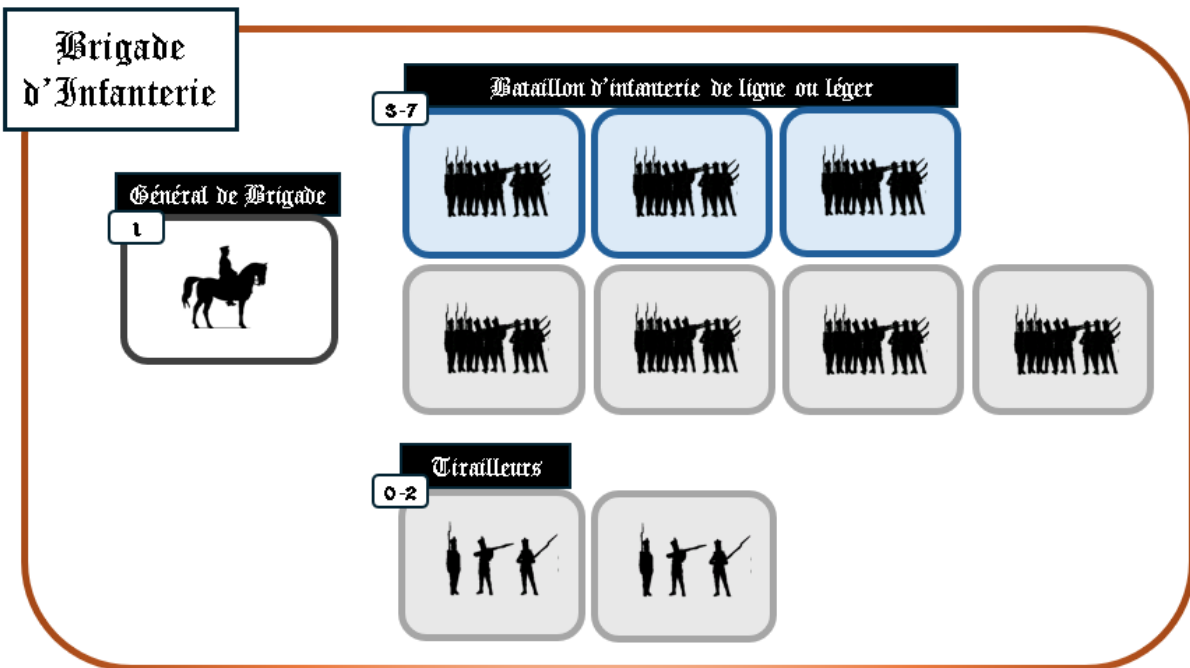 Brigade
d'Infanterie
Bataillon d'infanterie de ligne ou léger
3-7
Général de Brigade
1
Tirailleurs
0-2